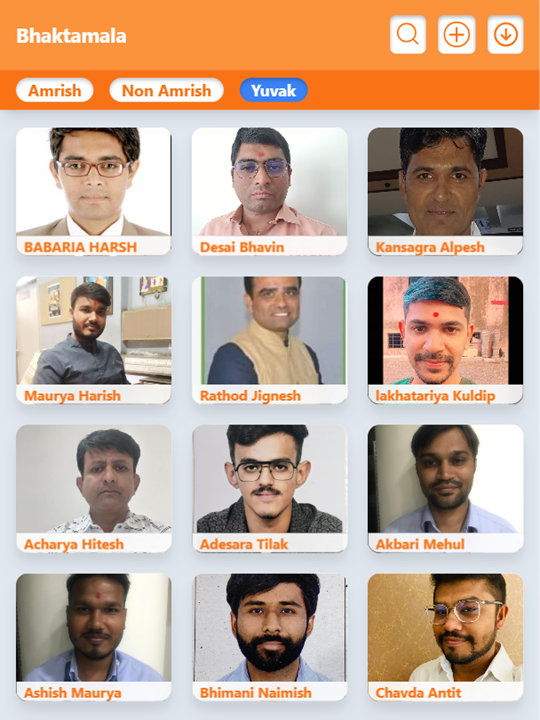 Bhaktamala
Amrish Non Amrish Yuvak
BABARIA HARSH Desai Bhavin Kansagra Alpesh
Maurya Harish Rathod Jignesh lakhatariya Kuldip
Acharya Hitesh Adesara Tilak Akbari Mehul
Ashish Maurya Bhimani Naimish Chavda Antit